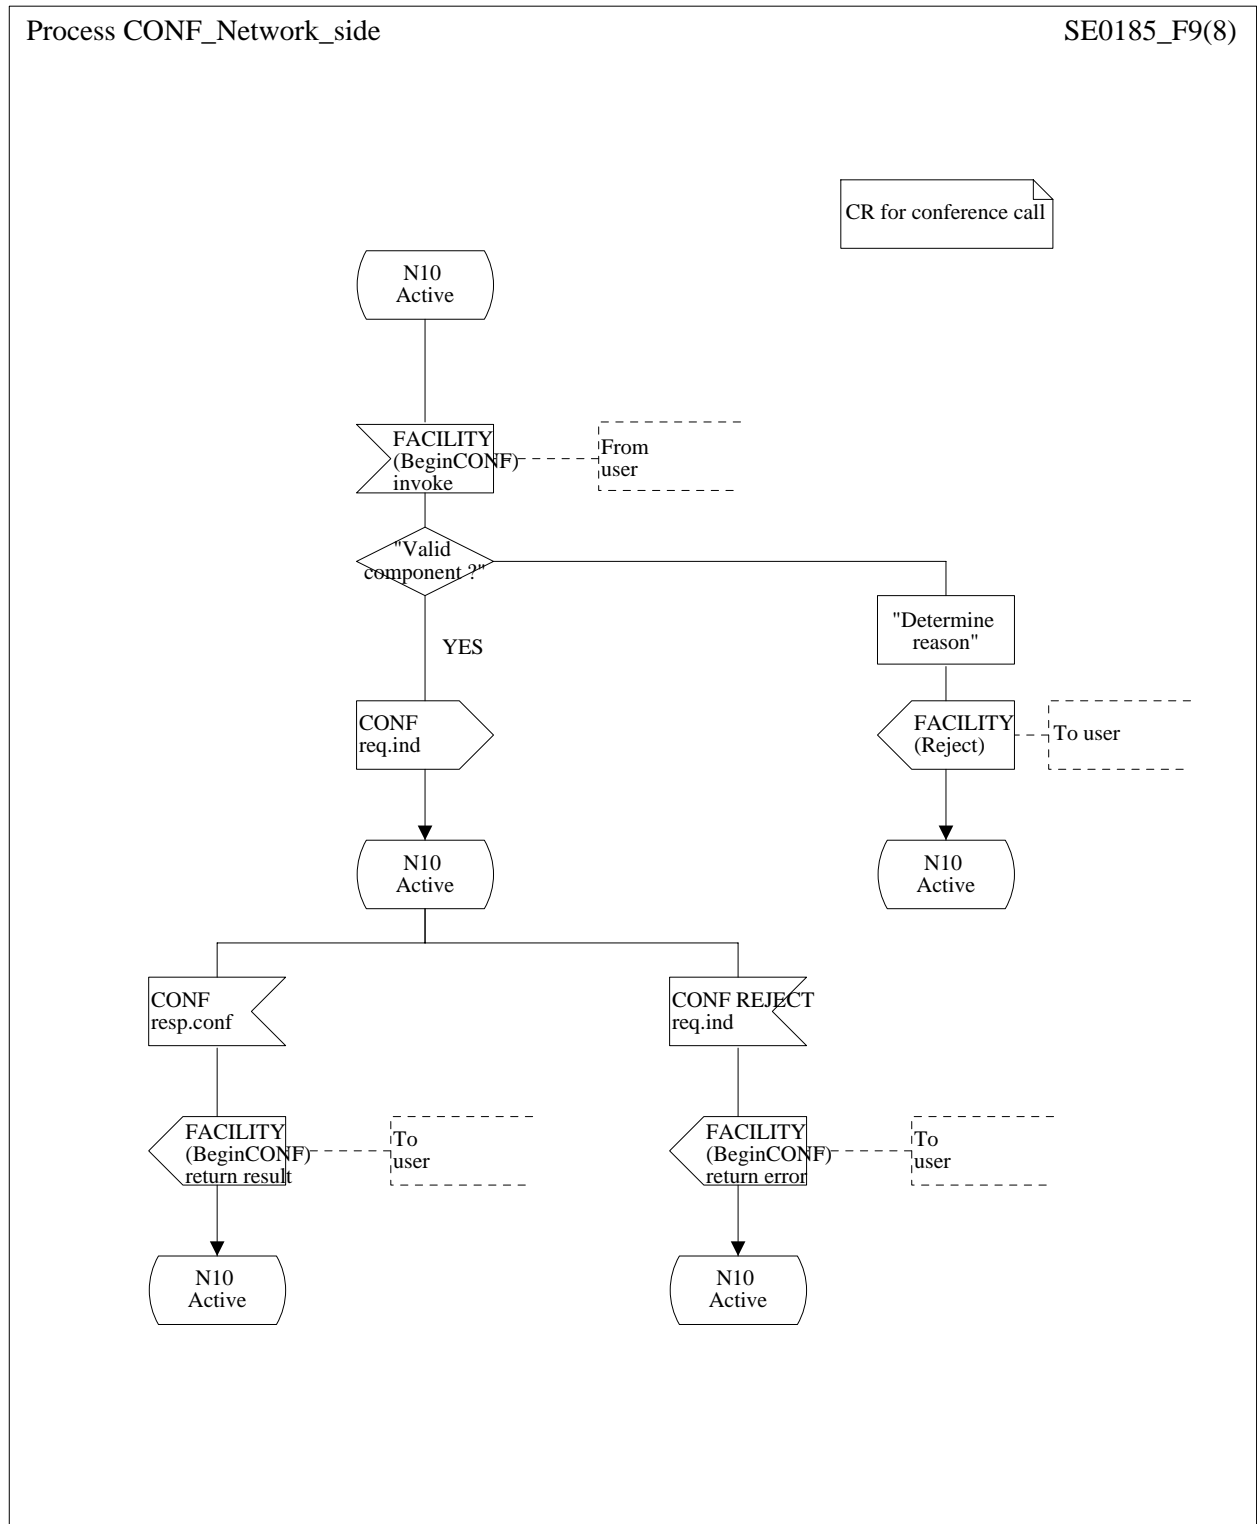 Process CONF_Network_side
SE0185_F9(8)
CR for conference call
N10
Active
FACILITY
(BeginCONF)
invoke
From
user
"Valid
component ?"
YES
"Determine
reason"
CONF
req.ind
FACILITY
(Reject)
To user
N10
Active
N10
Active
CONF
resp.conf
CONF REJECT
req.ind
FACILITY
(BeginCONF)
return result
To
user
FACILITY
(BeginCONF)
return error
To
user
N10
Active
N10
Active